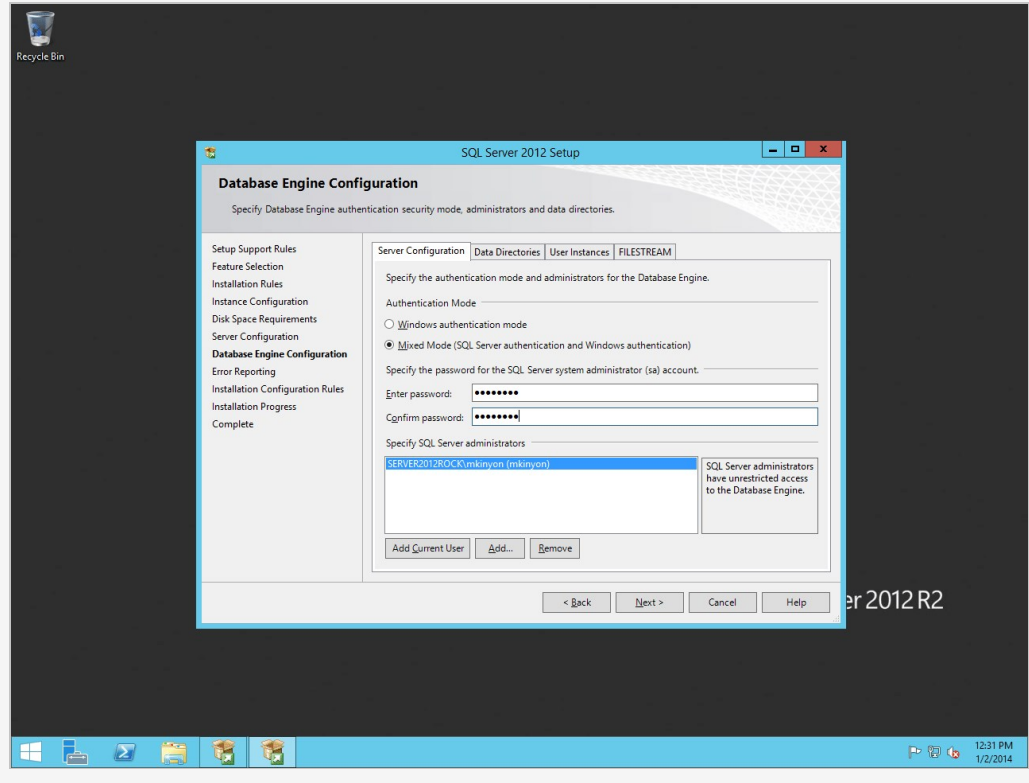 Recycle Bin
SQL Server 2012 Setup
Database Engine Configuration
Specify Database Engine authentication security mode, administrators and data directories.
Setup Support Rules
Feature Selection
Installation Rules
Instance Configuration
Disk Space Requirements
Server Configuration
Database Engine Configuration
Error Reporting
Installation Configuration Rules
Installation Progress
Complete
Server Configuration Data Directories User Instances FILESTREAM
Specify the authentication mode and administrators for the Database Engine.
Authentication Mode
Windows authentication mode
Mixed Mode (SQL Server authentication and Windows authentication)
Specify the password for the SQL Server system administrator (sa) account.
Enter password: ●●●●●●●●
Confirm password: ●●●●●●●●
Specify SQL Server administrators
SERVER2012ROCK\mkinyon (mkinyon)
SQL Server administrators
have unrestricted access
to the Database Engine.
Add Current User Add... Remove
< Back Next > Cancel Help
er 2012 R2
12:31 PM
1/2/2014